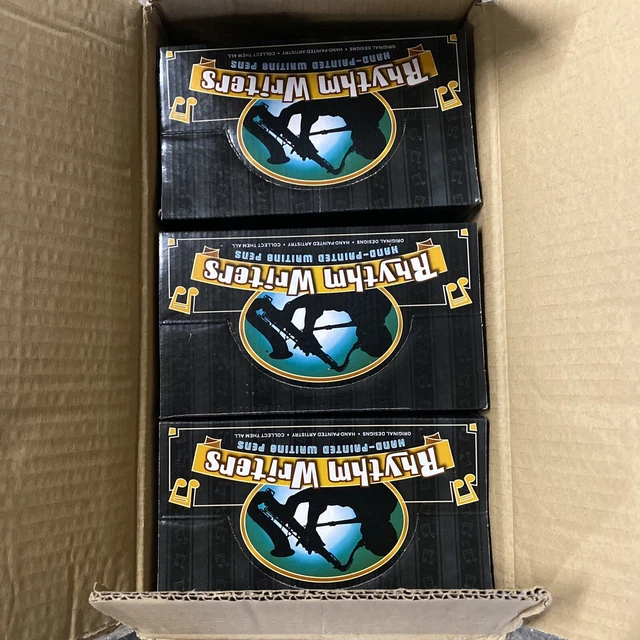 Rhythm Writers
HAND-PAINTED WRITING PENS
ORIGINAL DESIGNS • HAND-PAINTED ARTISTRY • COLLECT THEM ALL
Rhythm Writers
HAND-PAINTED WRITING PENS
ORIGINAL DESIGNS • HAND-PAINTED ARTISTRY • COLLECT THEM ALL
Rhythm Writers
HAND-PAINTED WRITING PENS
ORIGINAL DESIGNS • HAND-PAINTED ARTISTRY • COLLECT THEM ALL